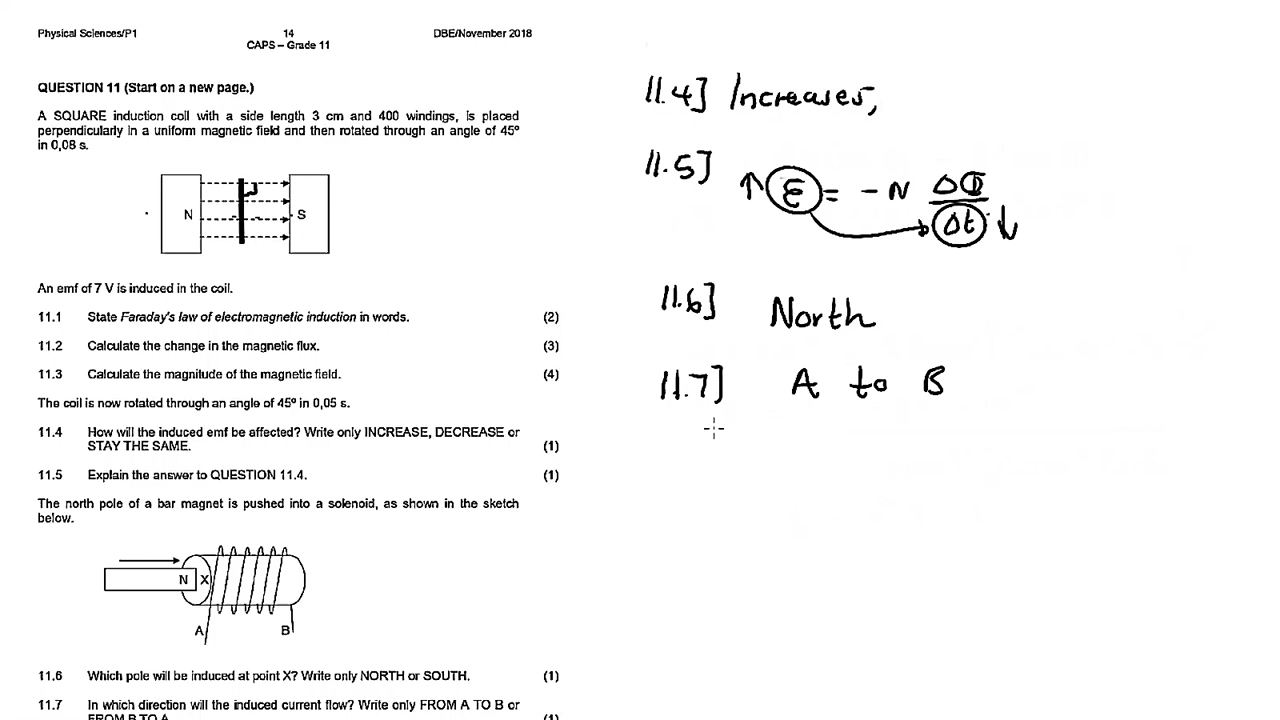 Physical Sciences/P1
14
DBE/November 2018
CAPS – Grade 11
QUESTION 11 (Start on a new page.)
A SQUARE induction coil with a side length 3 cm and 400 windings, is placed
perpendicularly in a uniform magnetic field and then rotated through an angle of 45º
in 0,08 s.
N
S
An emf of 7 V is induced in the coil.
11.1 State Faraday's law of electromagnetic induction in words. (2)
11.2 Calculate the change in the magnetic flux. (3)
11.3 Calculate the magnitude of the magnetic field. (4)
The coil is now rotated through an angle of 45º in 0,05 s.
11.4 How will the induced emf be affected? Write only INCREASE, DECREASE or
STAY THE SAME. (1)
11.5 Explain the answer to QUESTION 11.4. (1)
The north pole of a bar magnet is pushed into a solenoid, as shown in the sketch
below.
N X
A B
11.6 Which pole will be induced at point X? Write only NORTH or SOUTH. (1)
11.7 In which direction will the induced current flow? Write only FROM A TO B or
FROM B TO A. (1)
11.4] Increases,
11.5] ↑ ε = - N ΔΦ
Δt ↓
11.6] North
11.7] A to B